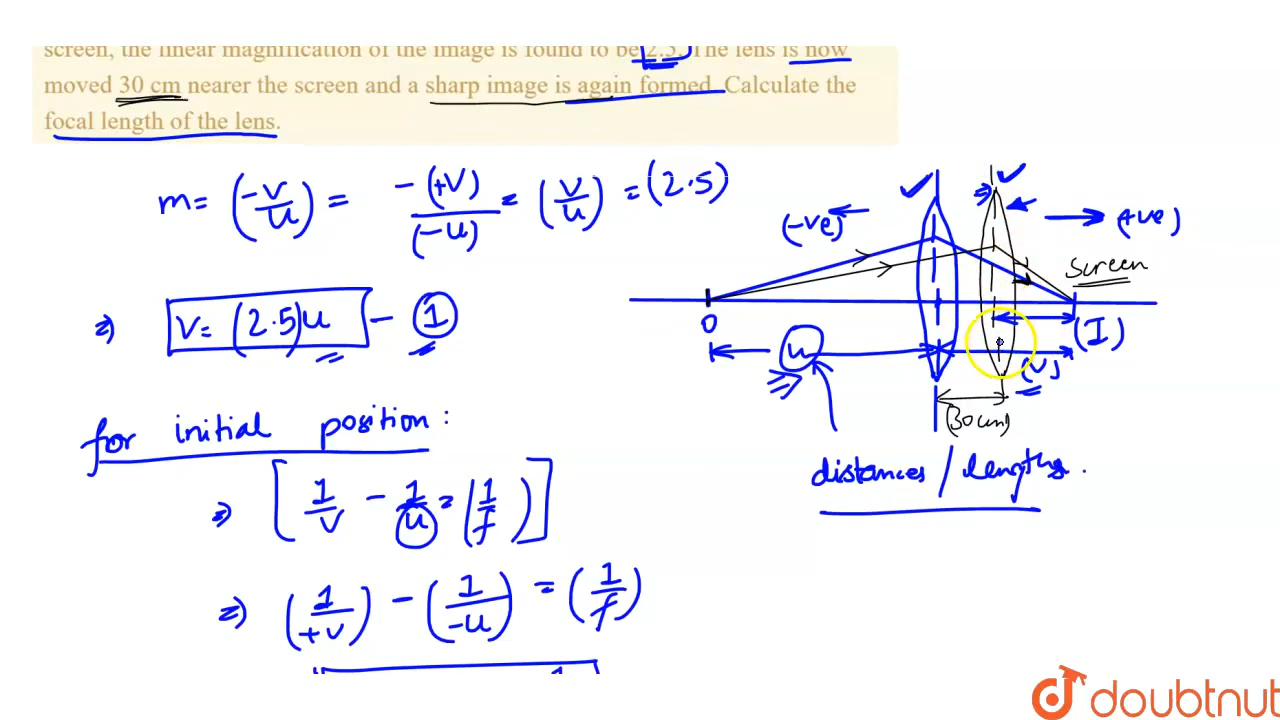 screen, the linear magnification of the image is found to be 2.5. The lens is now
moved 30 cm nearer the screen and a sharp image is again formed. Calculate the
focal length of the lens.
m = (-v/u) = -(+v)/(-u) = (v/u) = (2.5)
⇒ v = (2.5)u - 1
for initial position:
⇒ [1/v - 1/u = (1/f)]
⇒ (1/+v) - (1/-u) = (1/f)
(-ve)
(+ve)
screen
O
(I)
u
(v)
(30 cm)
distances / lengths.
doubtnut